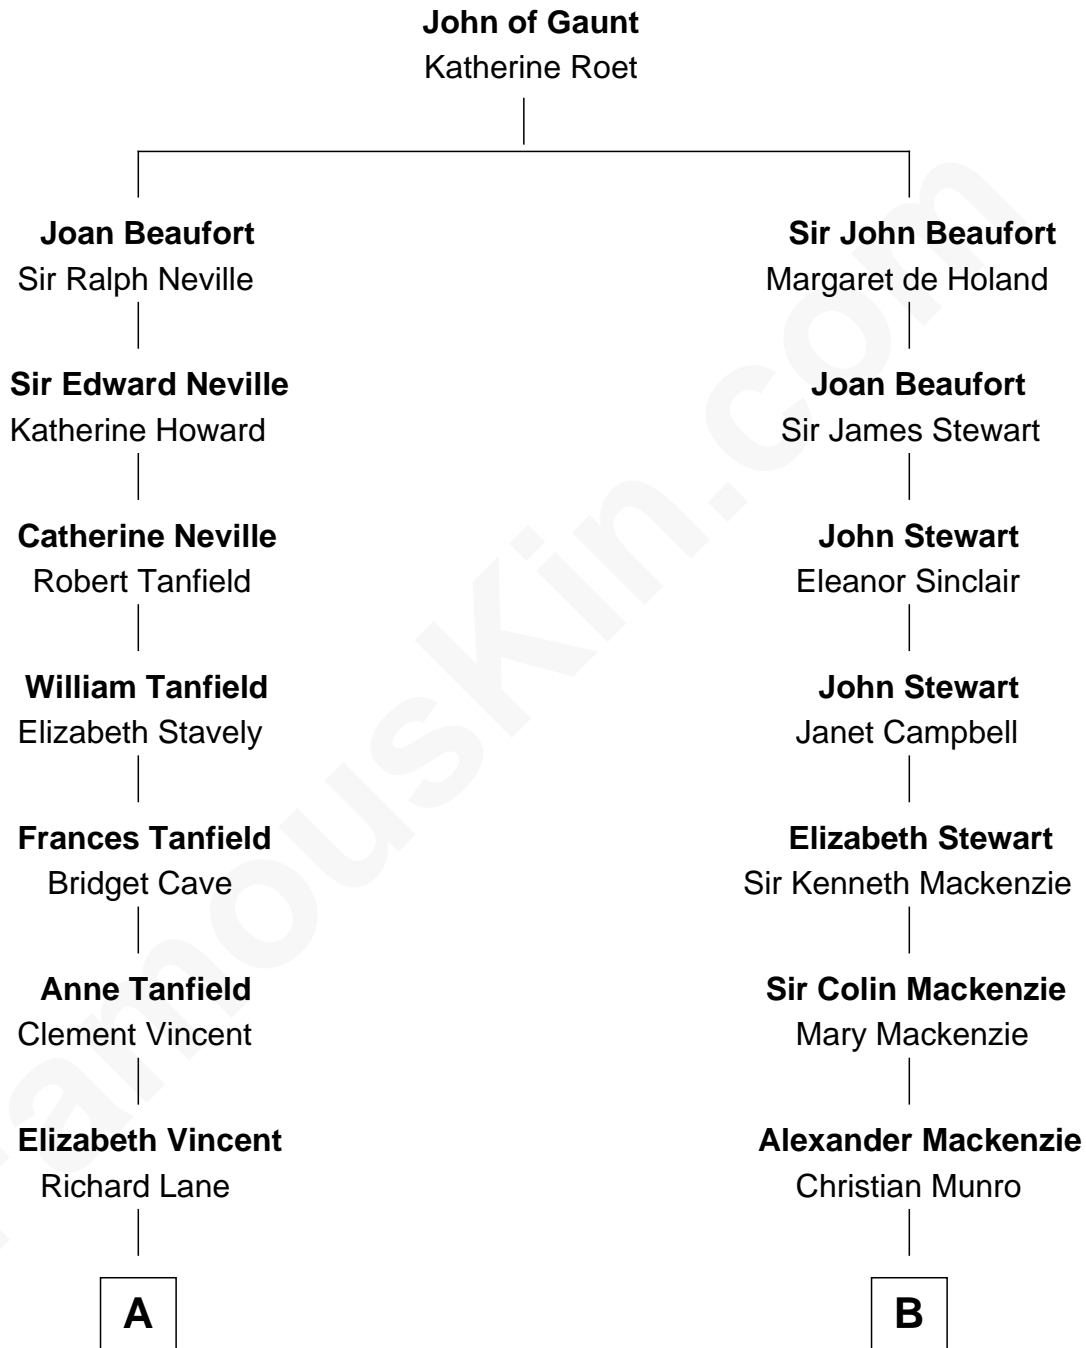 John of Gaunt
Katherine Roet
Joan Beaufort
Sir Ralph Neville
Sir John Beaufort
Margaret de Holand
Sir Edward Neville
Katherine Howard
Joan Beaufort
Sir James Stewart
Catherine Neville
Robert Tanfield
John Stewart
Eleanor Sinclair
William Tanfield
Elizabeth Stavely
John Stewart
Janet Campbell
Frances Tanfield
Bridget Cave
Elizabeth Stewart
Sir Kenneth Mackenzie
Anne Tanfield
Clement Vincent
Sir Colin Mackenzie
Mary Mackenzie
Elizabeth Vincent
Richard Lane
Alexander Mackenzie
Christian Munro
A
B
FamousKin.com